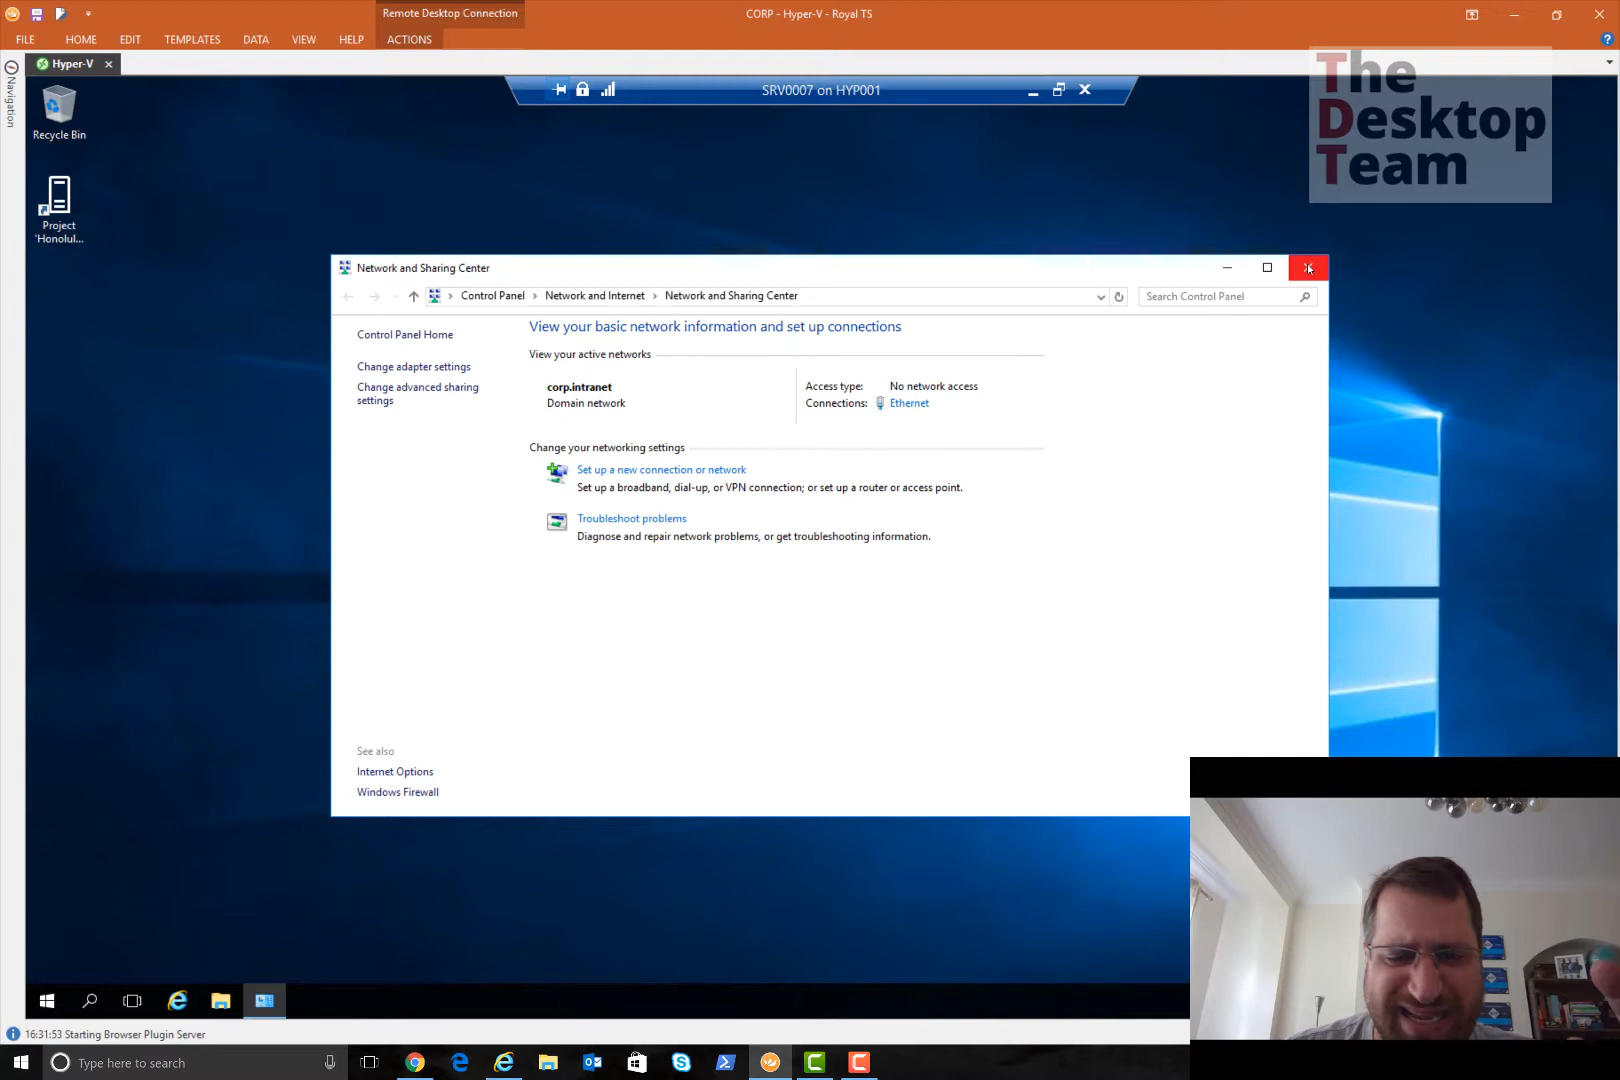 Remote Desktop Connection
CORP - Hyper-V - Royal TS
FILE HOME EDIT TEMPLATES DATA VIEW HELP ACTIONS
Hyper-V
Navigation
SRV0007 on HYP001
The
Desktop
Team
Recycle Bin
Project
'Honolul...
Network and Sharing Center
Control Panel > Network and Internet > Network and Sharing Center
Search Control Panel
Control Panel Home
Change adapter settings
Change advanced sharing
settings
View your basic network information and set up connections
View your active networks
corp.intranet
Domain network
Access type: No network access
Connections: Ethernet
Change your networking settings
Set up a new connection or network
Set up a broadband, dial-up, or VPN connection; or set up a router or access point.
Troubleshoot problems
Diagnose and repair network problems, or get troubleshooting information.
See also
Internet Options
Windows Firewall
16:31:53 Starting Browser Plugin Server
Type here to search